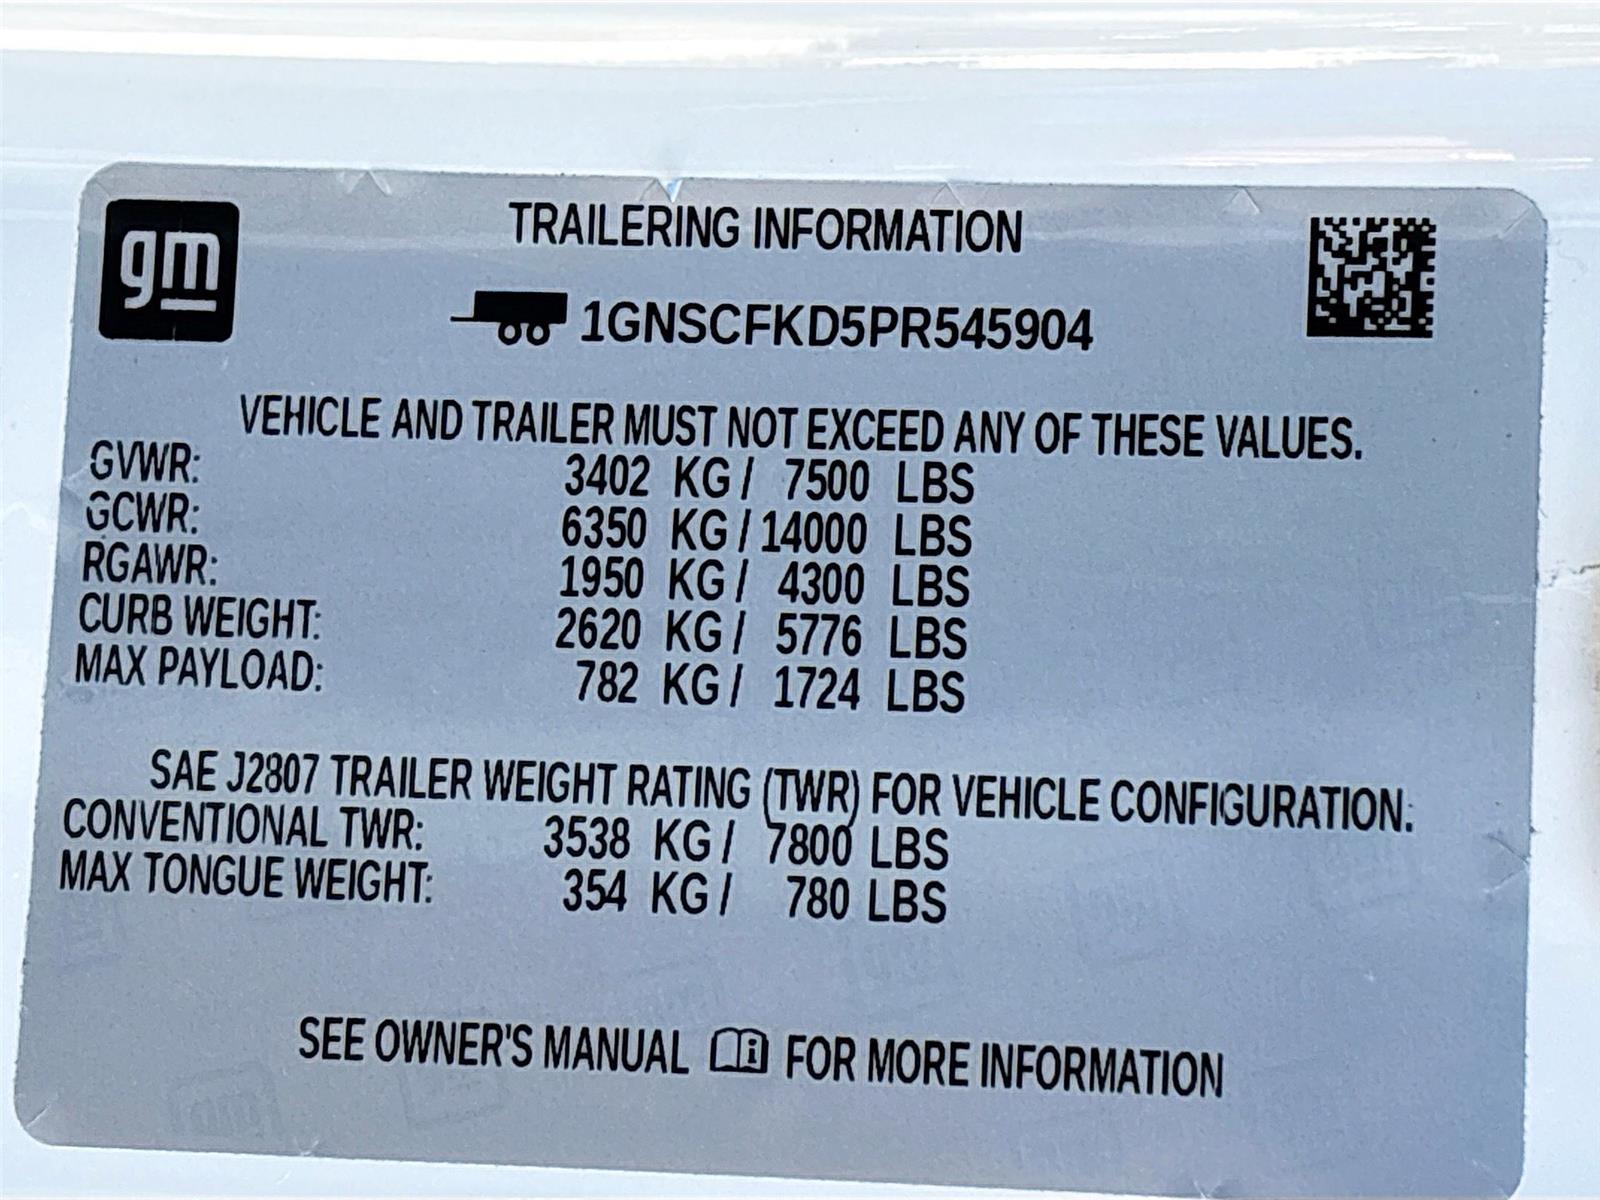 gm
TRAILERING INFORMATION
1GNSCFKD5PR545904
VEHICLE AND TRAILER MUST NOT EXCEED ANY OF THESE VALUES.
GVWR: 3402 KG / 7500 LBS
GCWR: 6350 KG / 14000 LBS
RGAWR: 1950 KG / 4300 LBS
CURB WEIGHT: 2620 KG / 5776 LBS
MAX PAYLOAD: 782 KG / 1724 LBS
SAE J2807 TRAILER WEIGHT RATING (TWR) FOR VEHICLE CONFIGURATION:
CONVENTIONAL TWR: 3538 KG / 7800 LBS
MAX TONGUE WEIGHT: 354 KG / 780 LBS
SEE OWNER'S MANUAL i FOR MORE INFORMATION